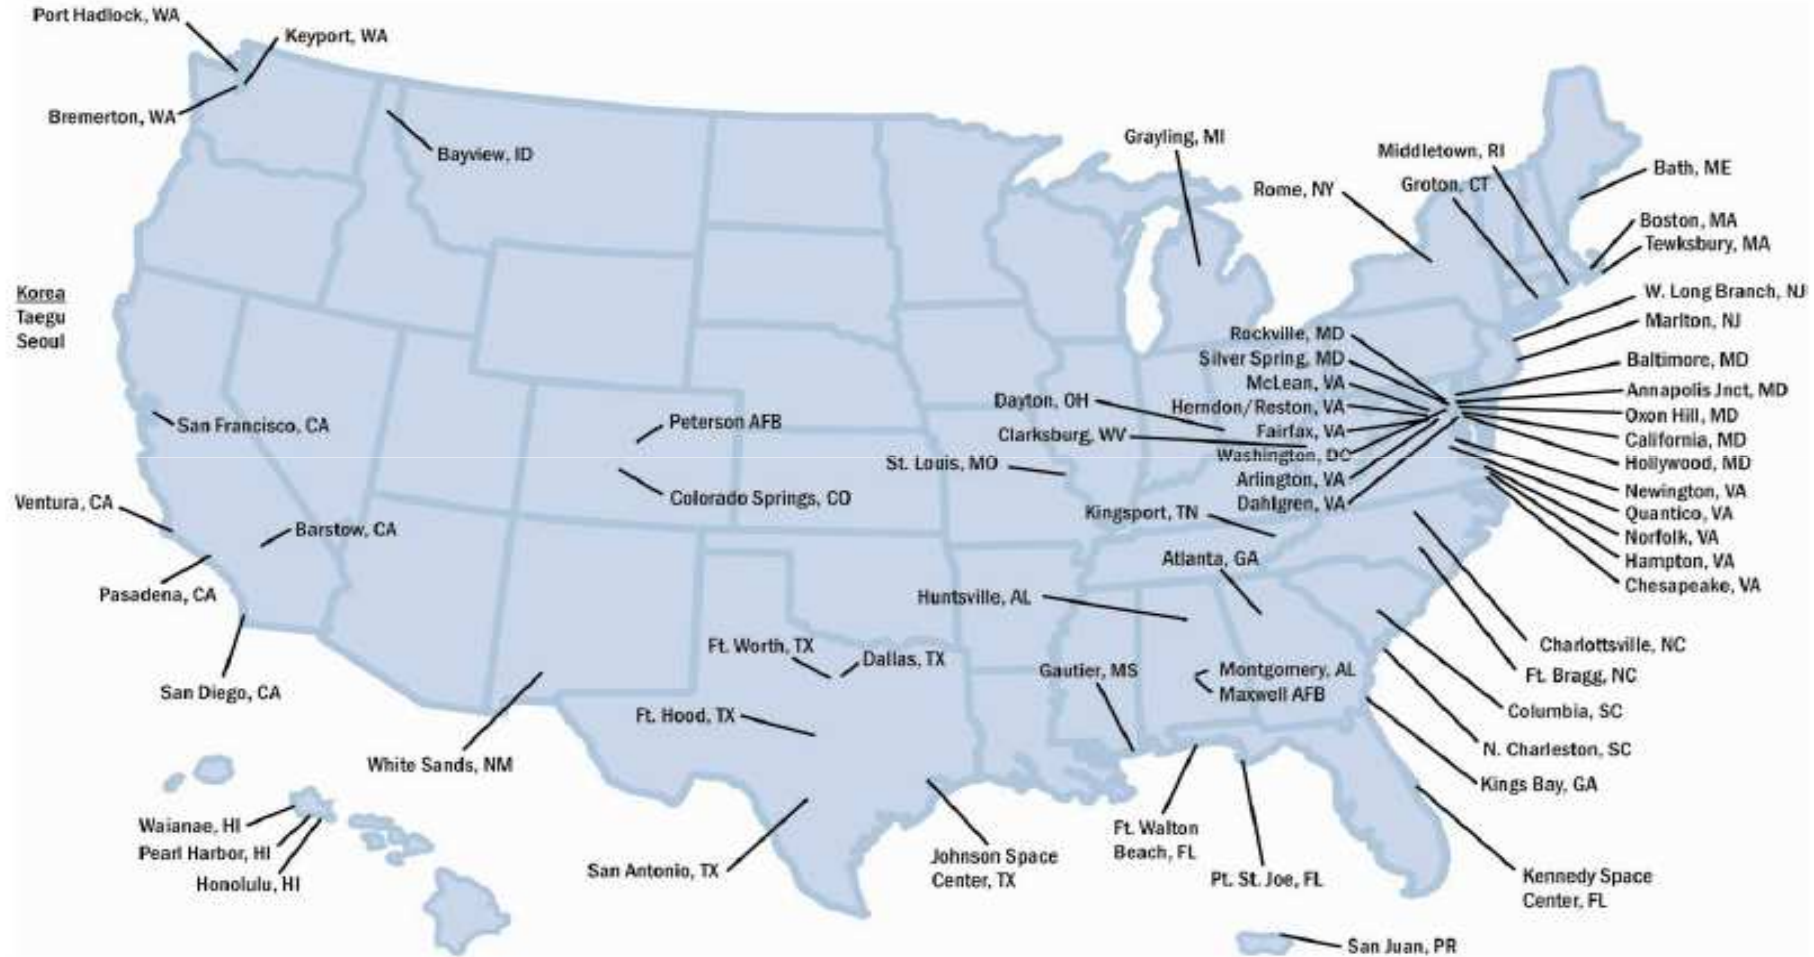 Port Hadlock, WA
Keyport, WA
Bremerton, WA
Bayview, ID
Grayling, MI
Middletown, RI
Groton, CT
Rome, NY
Bath, ME
Boston, MA
Tewksbury, MA
Korea
Taegu
Seoul
W. Long Branch, NJ
Marlton, NJ
Rockville, MD
Silver Spring, MD
McLean, VA
Herndon/Reston, VA
Fairfax, VA
Washington, DC
Arlington, VA
Dahlgren, VA
Baltimore, MD
Annapolis Jnct, MD
Oxon Hill, MD
California, MD
Hollywood, MD
Newington, VA
Quantico, VA
Norfolk, VA
Hampton, VA
Chesapeake, VA
Dayton, OH
Clarksburg, WV
St. Louis, MO
Kingsport, TN
Atlanta, GA
Huntsville, AL
San Francisco, CA
Peterson AFB
Colorado Springs, CO
Ventura, CA
Barstow, CA
Pasadena, CA
San Diego, CA
White Sands, NM
Ft. Worth, TX
Dallas, TX
Ft. Hood, TX
San Antonio, TX
Johnson Space
Center, TX
Gautier, MS
Montgomery, AL
Maxwell AFB
Charlottsville, NC
Ft. Bragg, NC
Columbia, SC
N. Charleston, SC
Kings Bay, GA
Ft. Walton
Beach, FL
Pt. St. Joe, FL
Kennedy Space
Center, FL
San Juan, PR
Waianae, HI
Pearl Harbor, HI
Honolulu, HI